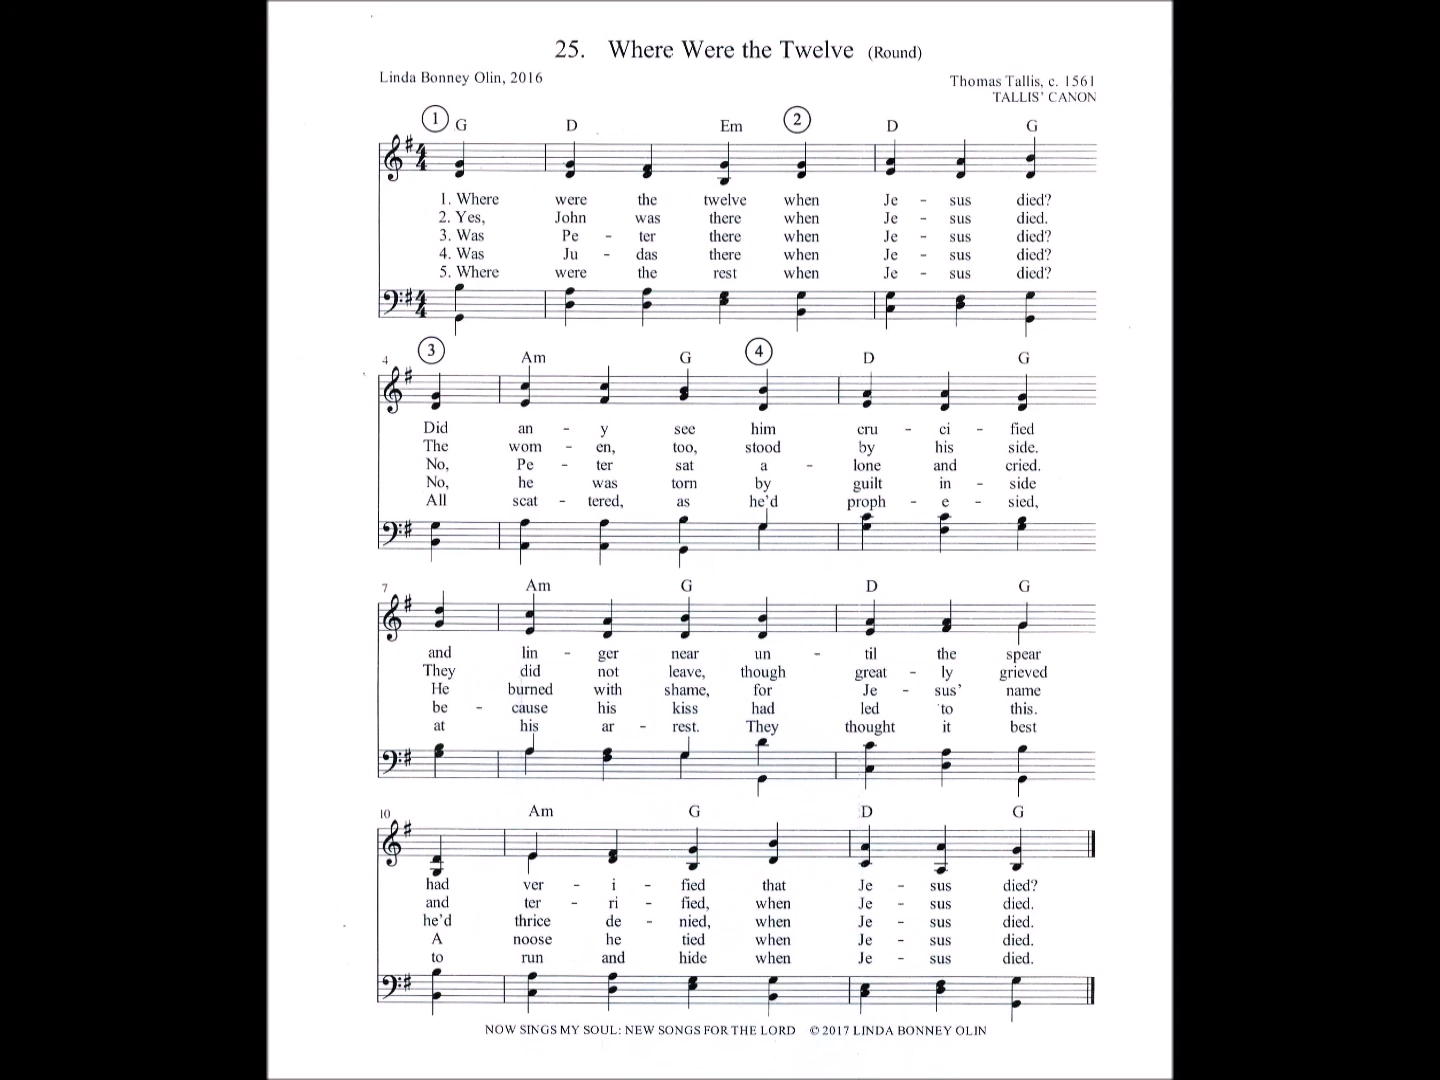 25. Where Were the Twelve (Round)
Linda Bonney Olin, 2016
Thomas Tallis, c. 1561
TALLIS' CANON
1 G D Em 2 D G
1. Where were the twelve when Je - sus died?
2. Yes, John was there when Je - sus died.
3. Was Pe - ter there when Je - sus died?
4. Was Ju - das there when Je - sus died?
5. Where were the rest when Je - sus died?
4 3 Am G 4 D G
Did an - y see him cru - ci - fied
The wom - en, too, stood by his side.
No, Pe - ter sat a - lone and cried.
No, he was torn by guilt in - side
All scat - tered, as he'd proph - e - sied,
7 Am G D G
and lin - ger near un - til the spear
They did not leave, though great - ly grieved
He burned with shame, for Je - sus' name
be - cause his kiss had led to this.
at his ar - rest. They thought it best
10 Am G D G
had ver - i - fied that Je - sus died?
and ter - ri - fied, when Je - sus died.
he'd thrice de - nied, when Je - sus died.
A noose he tied when Je - sus died.
to run and hide when Je - sus died.
NOW SINGS MY SOUL: NEW SONGS FOR THE LORD © 2017 LINDA BONNEY OLIN